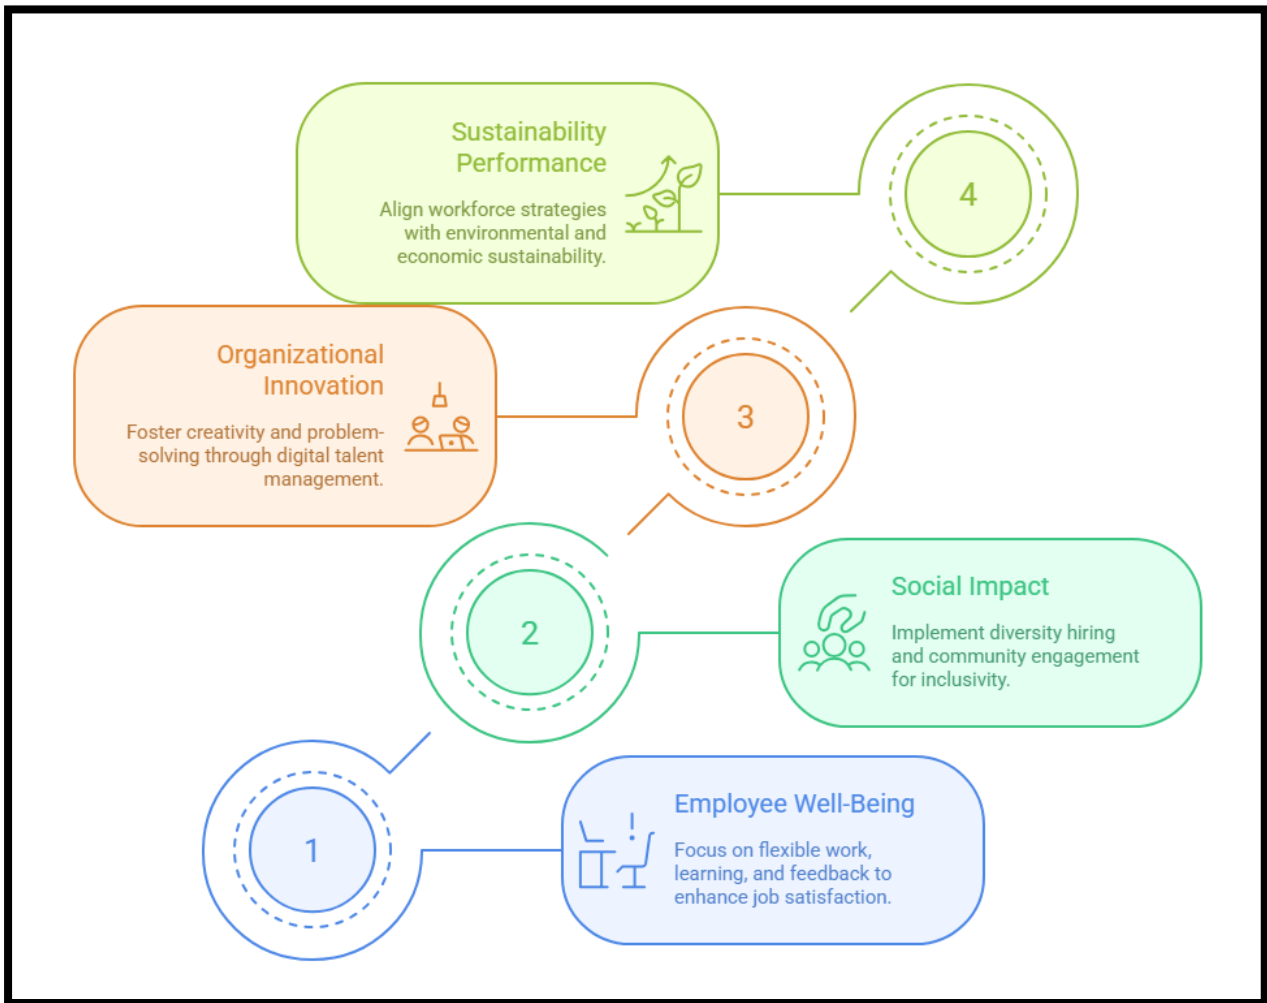 Sustainability
Performance
Align workforce strategies
with environmental and
economic sustainability.
4
Organizational
Innovation
Foster creativity and problem-
solving through digital talent
management.
3
2
Social Impact
Implement diversity hiring
and community engagement
for inclusivity.
1
Employee Well-Being
Focus on flexible work,
learning, and feedback to
enhance job satisfaction.